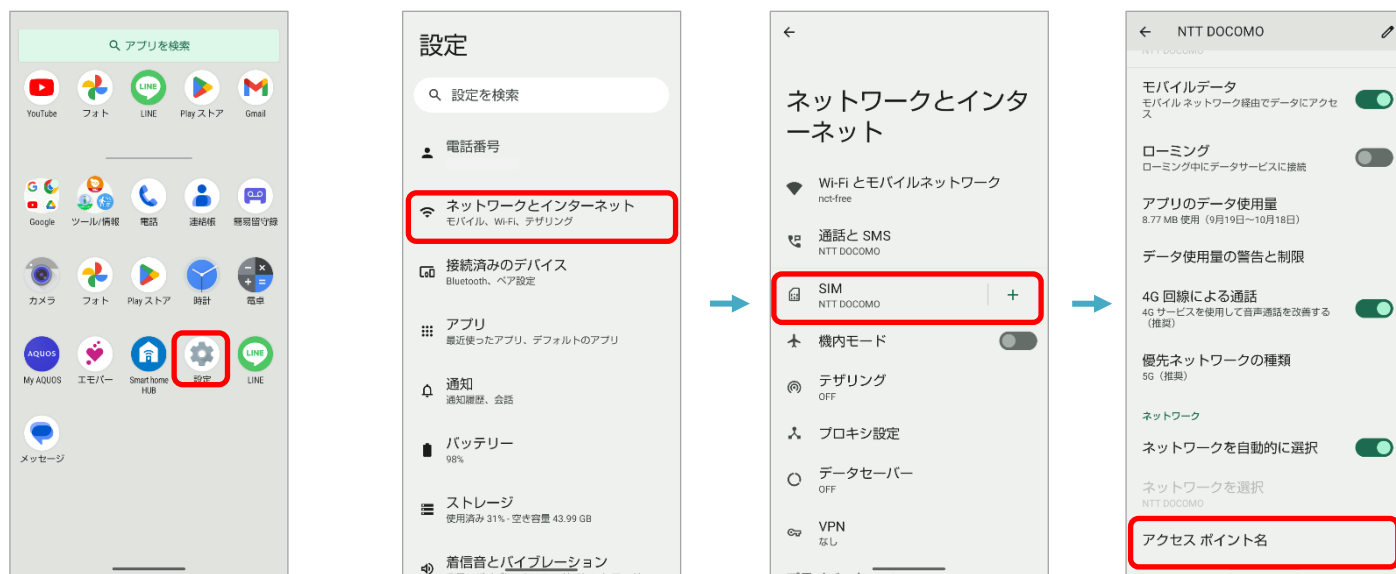 アプリを検索
YouTube
フォト
LINE
Play ストア
Gmail
Google
ツール/情報
電話
連絡帳
簡易留守録
カメラ
フォト
Play ストア
時計
電卓
AQUOS
My AQUOS
エモパー
Smart home
HUB
設定
LINE
メッセージ
設定
設定を検索
電話番号
ネットワークとインターネット
モバイル、Wi-Fi、テザリング
接続済みのデバイス
Bluetooth、ペア設定
アプリ
最近使ったアプリ、デフォルトのアプリ
通知
通知履歴、会話
バッテリー
98%
ストレージ
使用済み 31% - 空き容量 43.99 GB
着信音とバイブレーション
ネットワークとインタ
ーネット
Wi-Fi とモバイルネットワーク
nct-free
通話と SMS
NTT DOCOMO
SIM
NTT DOCOMO
+
機内モード
テザリング
OFF
プロキシ設定
データセーバー
OFF
VPN
なし
NTT DOCOMO
NTT DOCOMO
モバイルデータ
モバイル ネットワーク経由でデータにアクセ
ス
ローミング
ローミング中にデータサービスに接続
アプリのデータ使用量
8.77 MB 使用（9月19日～10月18日）
データ使用量の警告と制限
4G 回線による通話
4G サービスを使用して音声通話を改善する
（推奨）
優先ネットワークの種類
5G（推奨）
ネットワーク
ネットワークを自動的に選択
ネットワークを選択
NTT DOCOMO
アクセス ポイント名